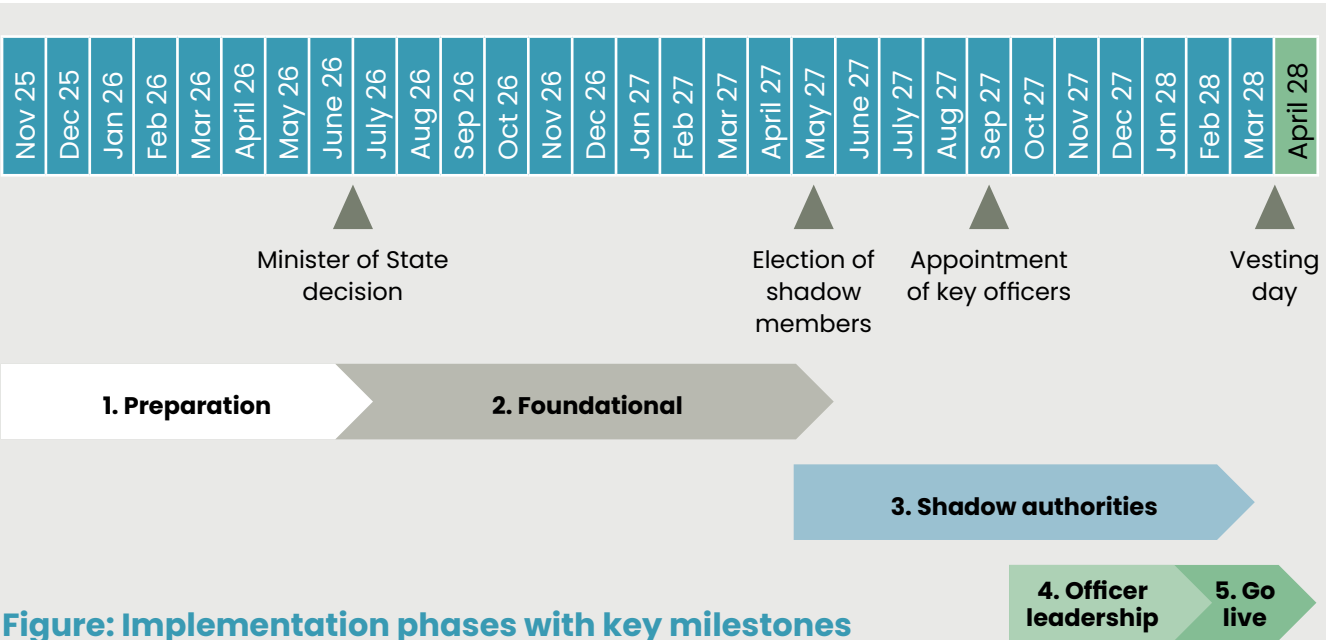 Nov 25
Dec 25
Jan 26
Feb 26
Mar 26
April 26
May 26
June 26
July 26
Aug 26
Sep 26
Oct 26
Nov 26
Dec 26
Jan 27
Feb 27
Mar 27
April 27
May 27
June 27
July 27
Aug 27
Sep 27
Oct 27
Nov 27
Dec 27
Jan 28
Feb 28
Mar 28
April 28
Minister of State
decision
Election of
shadow
members
Appointment
of key officers
Vesting
day
1. Preparation
2. Foundational
3. Shadow authorities
4. Officer
leadership
5. Go
live
Figure: Implementation phases with key milestones